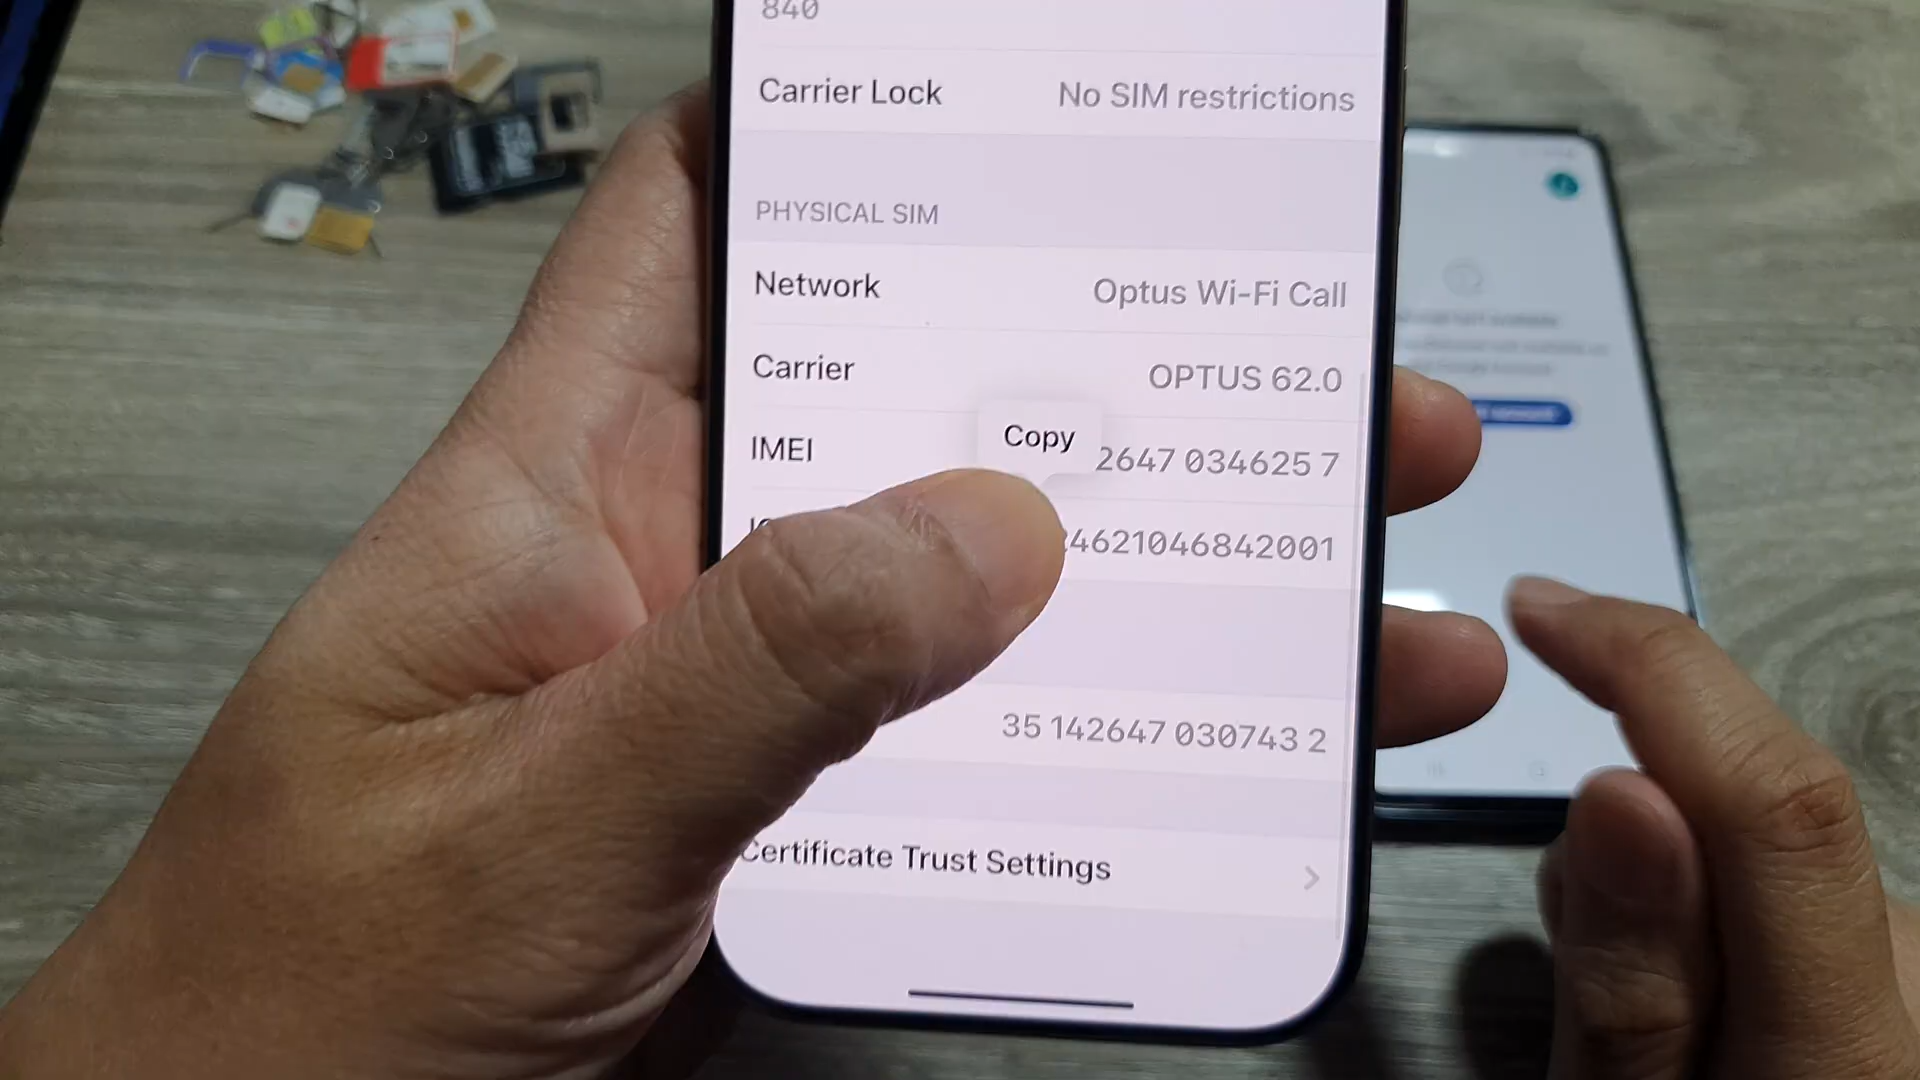 840
Carrier Lock No SIM restrictions
PHYSICAL SIM
Network Optus Wi-Fi Call
Carrier OPTUS 62.0
Copy
IMEI 2647 034625 7
4621046842001
35 142647 030743 2
Certificate Trust Settings